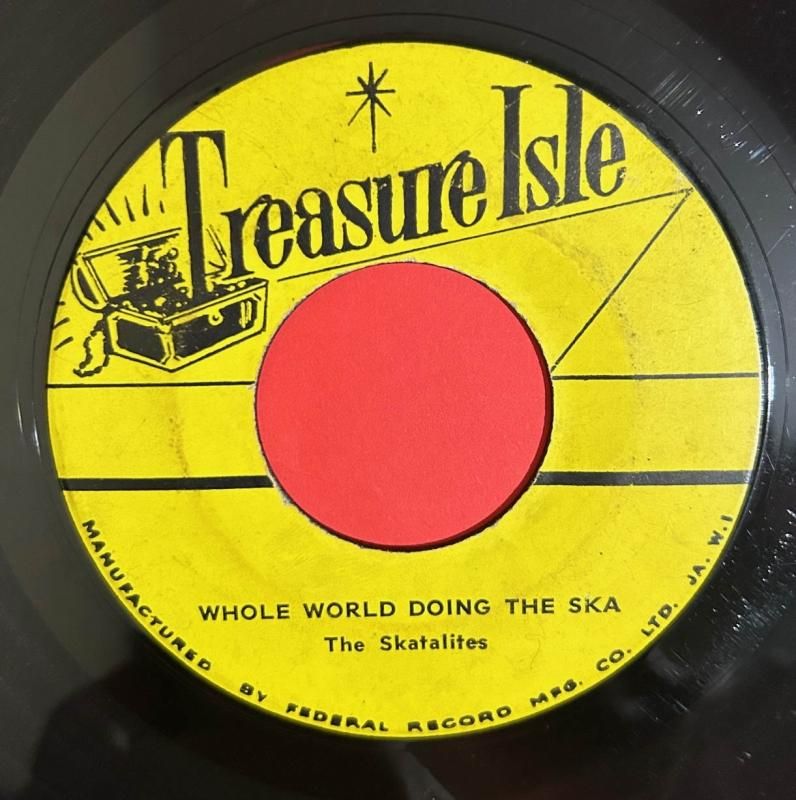 Treasure Isle
WHOLE WORLD DOING THE SKA
The Skatalites
MANUFACTURED BY FEDERAL RECORD MFG. CO. LTD. JA. W.I